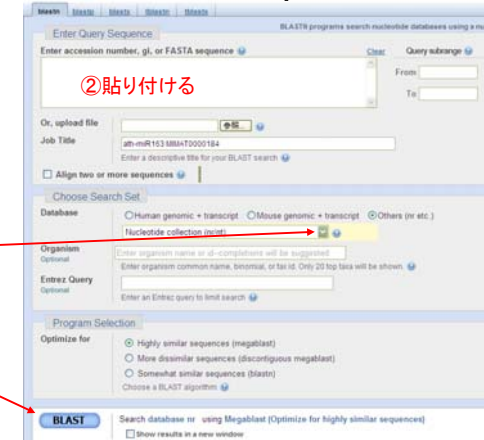 blastn blastp blastx tblastn tblastx
BLASTN programs search nucleotide databases using a nu
Enter Query Sequence
Enter accession number, gi, or FASTA sequence Clear Query subrange
From
②貼り付ける
To
Or, upload file 参照...
Job Title ath-miR163 MIMAT0000184
Enter a descriptive title for your BLAST search
Align two or more sequences
Choose Search Set
Database Human genomic + transcript Mouse genomic + transcript Others (nr etc.)
Nucleotide collection (nr/nt)
Organism Enter organism name or id--completions will be suggested
Optional
Enter organism common name, binomial, or tax id. Only 20 top taxa will be shown.
Entrez Query
Optional
Enter an Entrez query to limit search
Program Selection
Optimize for Highly similar sequences (megablast)
More dissimilar sequences (discontiguous megablast)
Somewhat similar sequences (blastn)
Choose a BLAST algorithm
BLAST Search database nr using Megablast (Optimize for highly similar sequences)
Show results in a new window